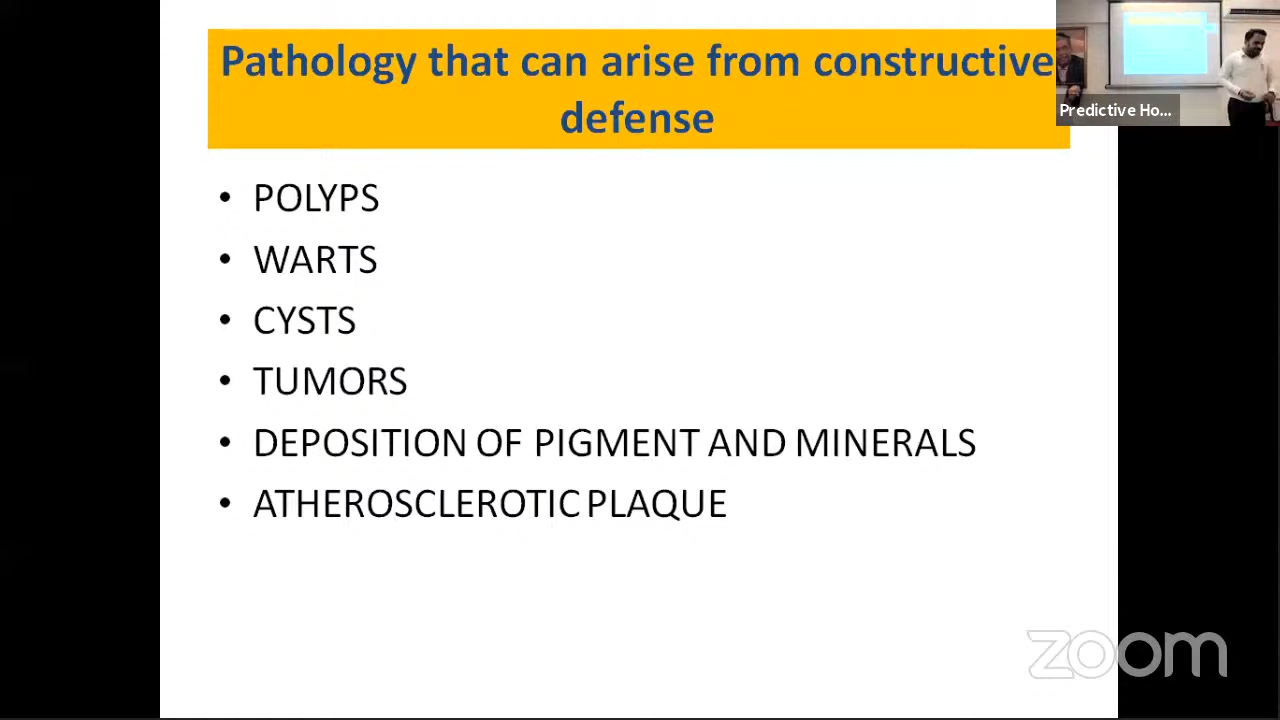 Pathology that can arise from constructive
defense
Predictive Ho...
• POLYPS
• WARTS
• CYSTS
• TUMORS
• DEPOSITION OF PIGMENT AND MINERALS
• ATHEROSCLEROTIC PLAQUE
zoom